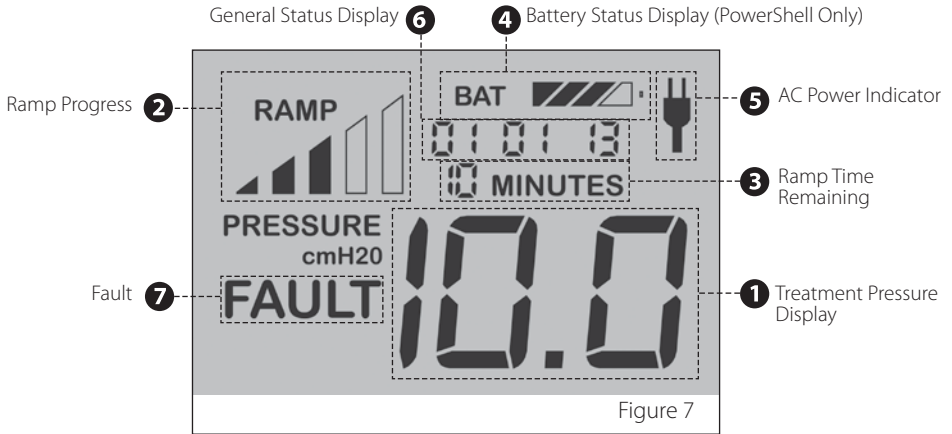 General Status Display 6
4 Battery Status Display (PowerShell Only)
Ramp Progress 2
RAMP
BAT
5 AC Power Indicator
01 01 13
10 MINUTES
3 Ramp Time
Remaining
PRESSURE
cmH20
Fault 7
FAULT
10.0
1 Treatment Pressure
Display
Figure 7